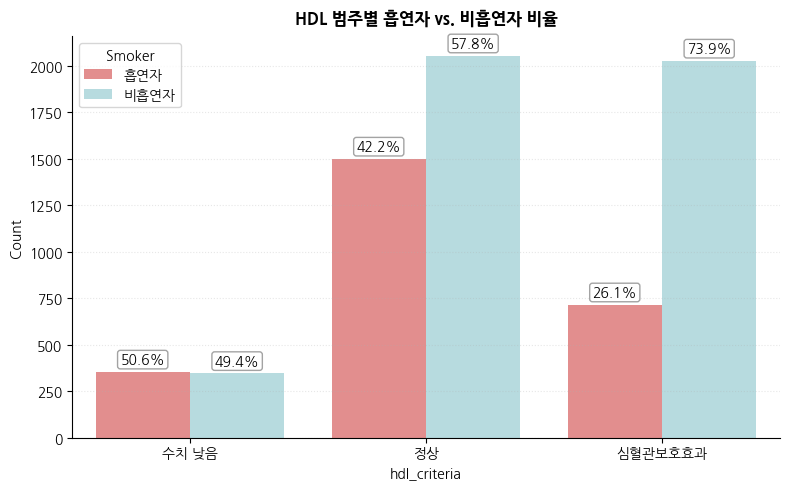 HDL 범주별 흡연자 vs. 비흡연자 비율
Smoker
흡연자
비흡연자
57.8%
73.9%
42.2%
26.1%
50.6%
49.4%
Count
2000
1750
1500
1250
1000
750
500
250
0
수치 낮음
정상
심혈관보호효과
hdl_criteria